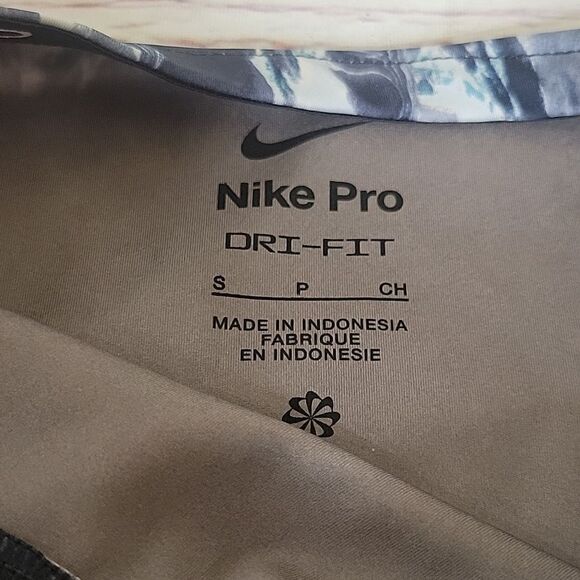 Nike Pro
DRI-FIT
S P CH
MADE IN INDONESIA
FABRIQUE
EN INDONESIE